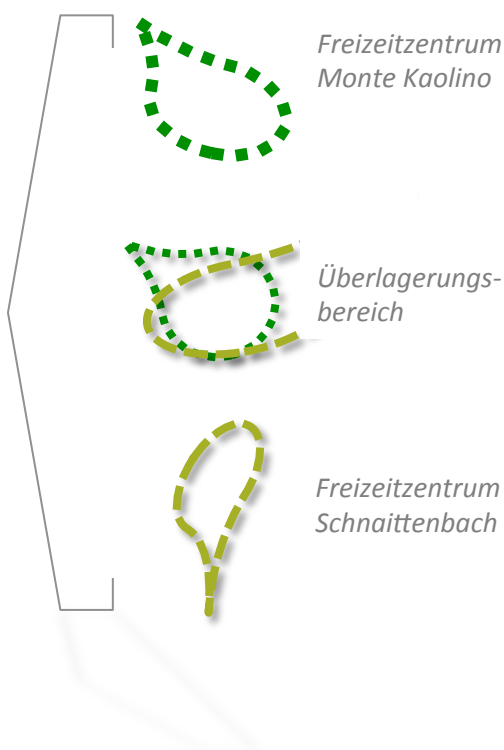 Freizeitzentrum
Monte Kaolino
Überlagerungs-
bereich
Freizeitzentrum
Schnaittenbach